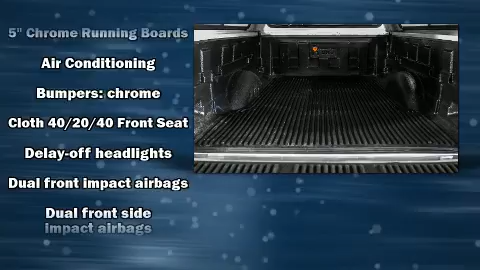 5" Chrome Running Boards
Air Conditioning
Bumpers: chrome
Cloth 40/20/40 Front Seat
Delay-off headlights
Dual front impact airbags
Dual front side
impact airbags